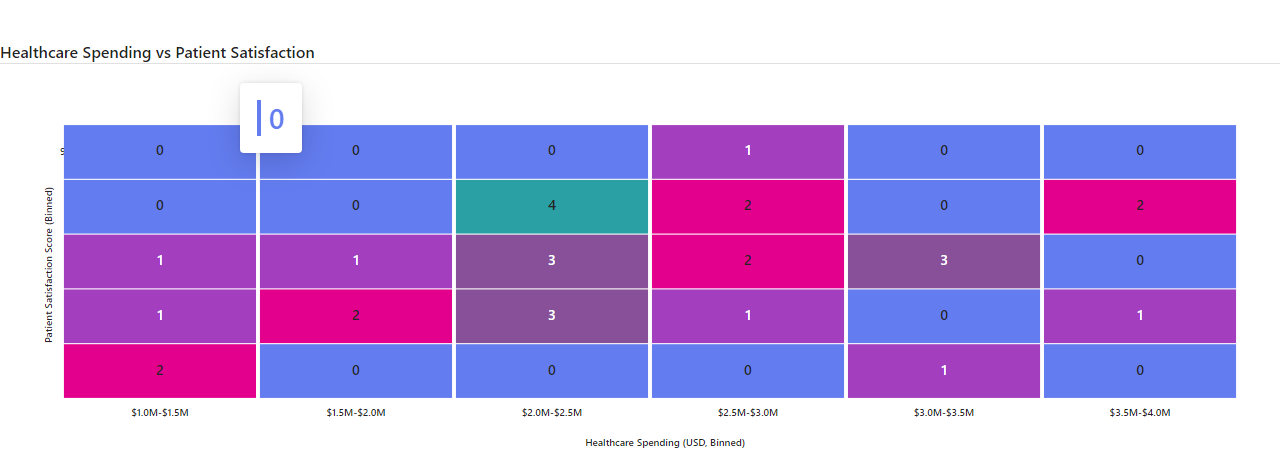 Healthcare Spending vs Patient Satisfaction
0
0 0 0 1 0 0
0 0 4 2 0 2
1 1 3 2 3 0
1 2 3 1 0 1
2 0 0 0 1 0
Patient Satisfaction Score (Binned)
$1.0M-$1.5M $1.5M-$2.0M $2.0M-$2.5M $2.5M-$3.0M $3.0M-$3.5M $3.5M-$4.0M
Healthcare Spending (USD, Binned)